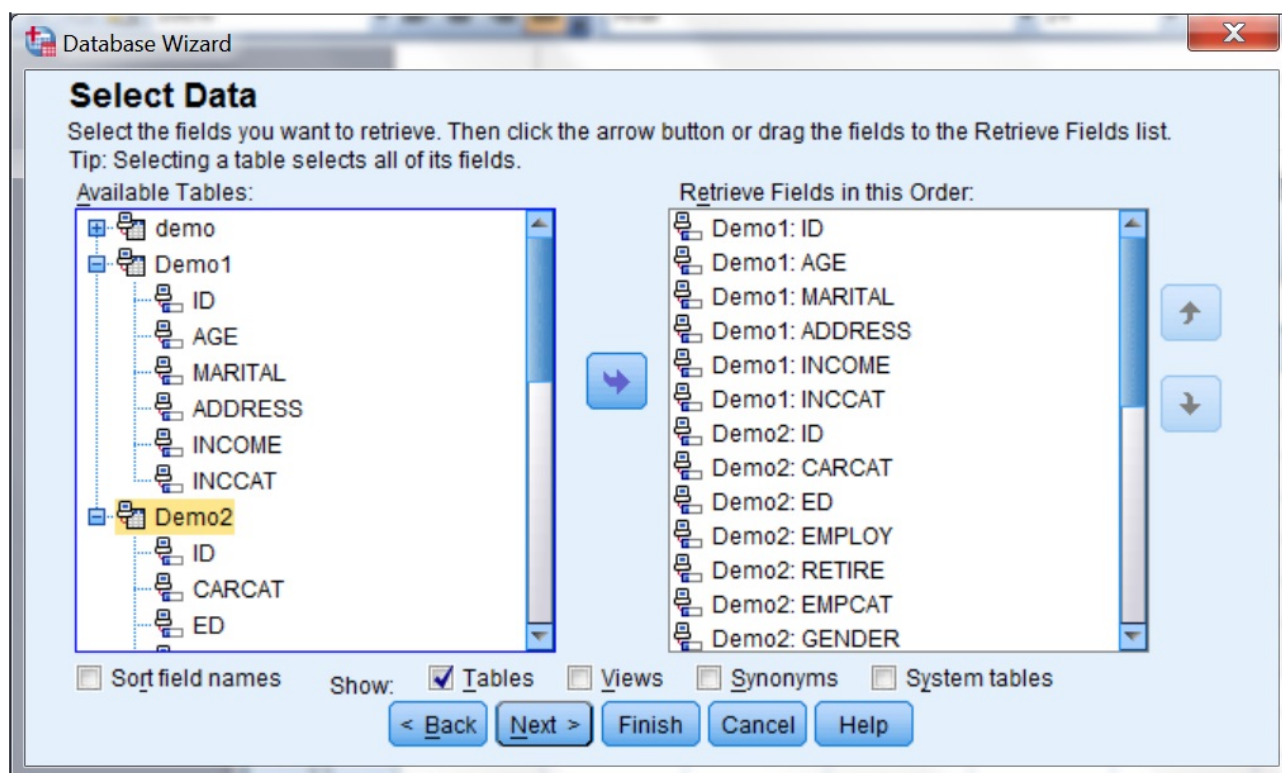 Database Wizard
Select Data
Select the fields you want to retrieve. Then click the arrow button or drag the fields to the Retrieve Fields list.
Tip: Selecting a table selects all of its fields.
Available Tables:
demo
Demo1
ID
AGE
MARITAL
ADDRESS
INCOME
INCCAT
Demo2
ID
CARCAT
ED
Retrieve Fields in this Order:
Demo1: ID
Demo1: AGE
Demo1: MARITAL
Demo1: ADDRESS
Demo1: INCOME
Demo1: INCCAT
Demo2: ID
Demo2: CARCAT
Demo2: ED
Demo2: EMPLOY
Demo2: RETIRE
Demo2: EMPCAT
Demo2: GENDER
Sort field names
Show: Tables Views Synonyms System tables
< Back Next > Finish Cancel Help